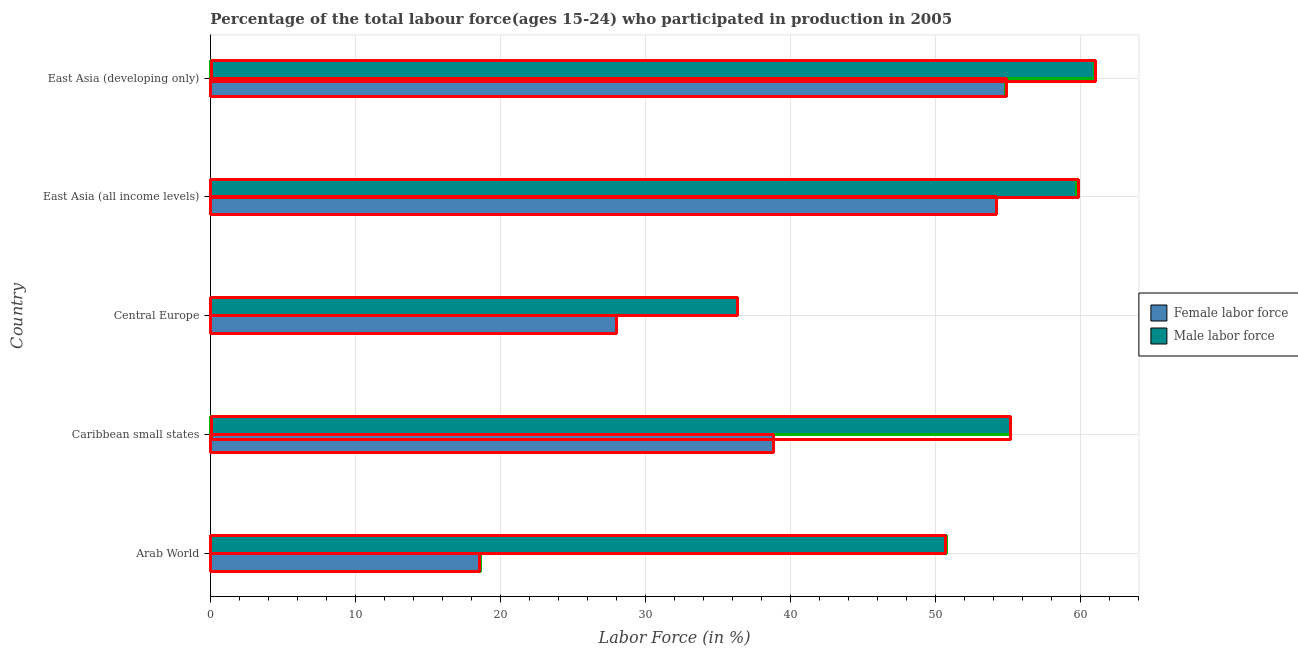 Percentage of the total labour force(ages 15-24) who participated in production in 2005
East Asia (developing only)
East Asia (all income levels)
Central Europe
Caribbean small states
Arab World
Country
0 10 20 30 40 50 60
Labor Force (in %)
Female labor force
Male labor force